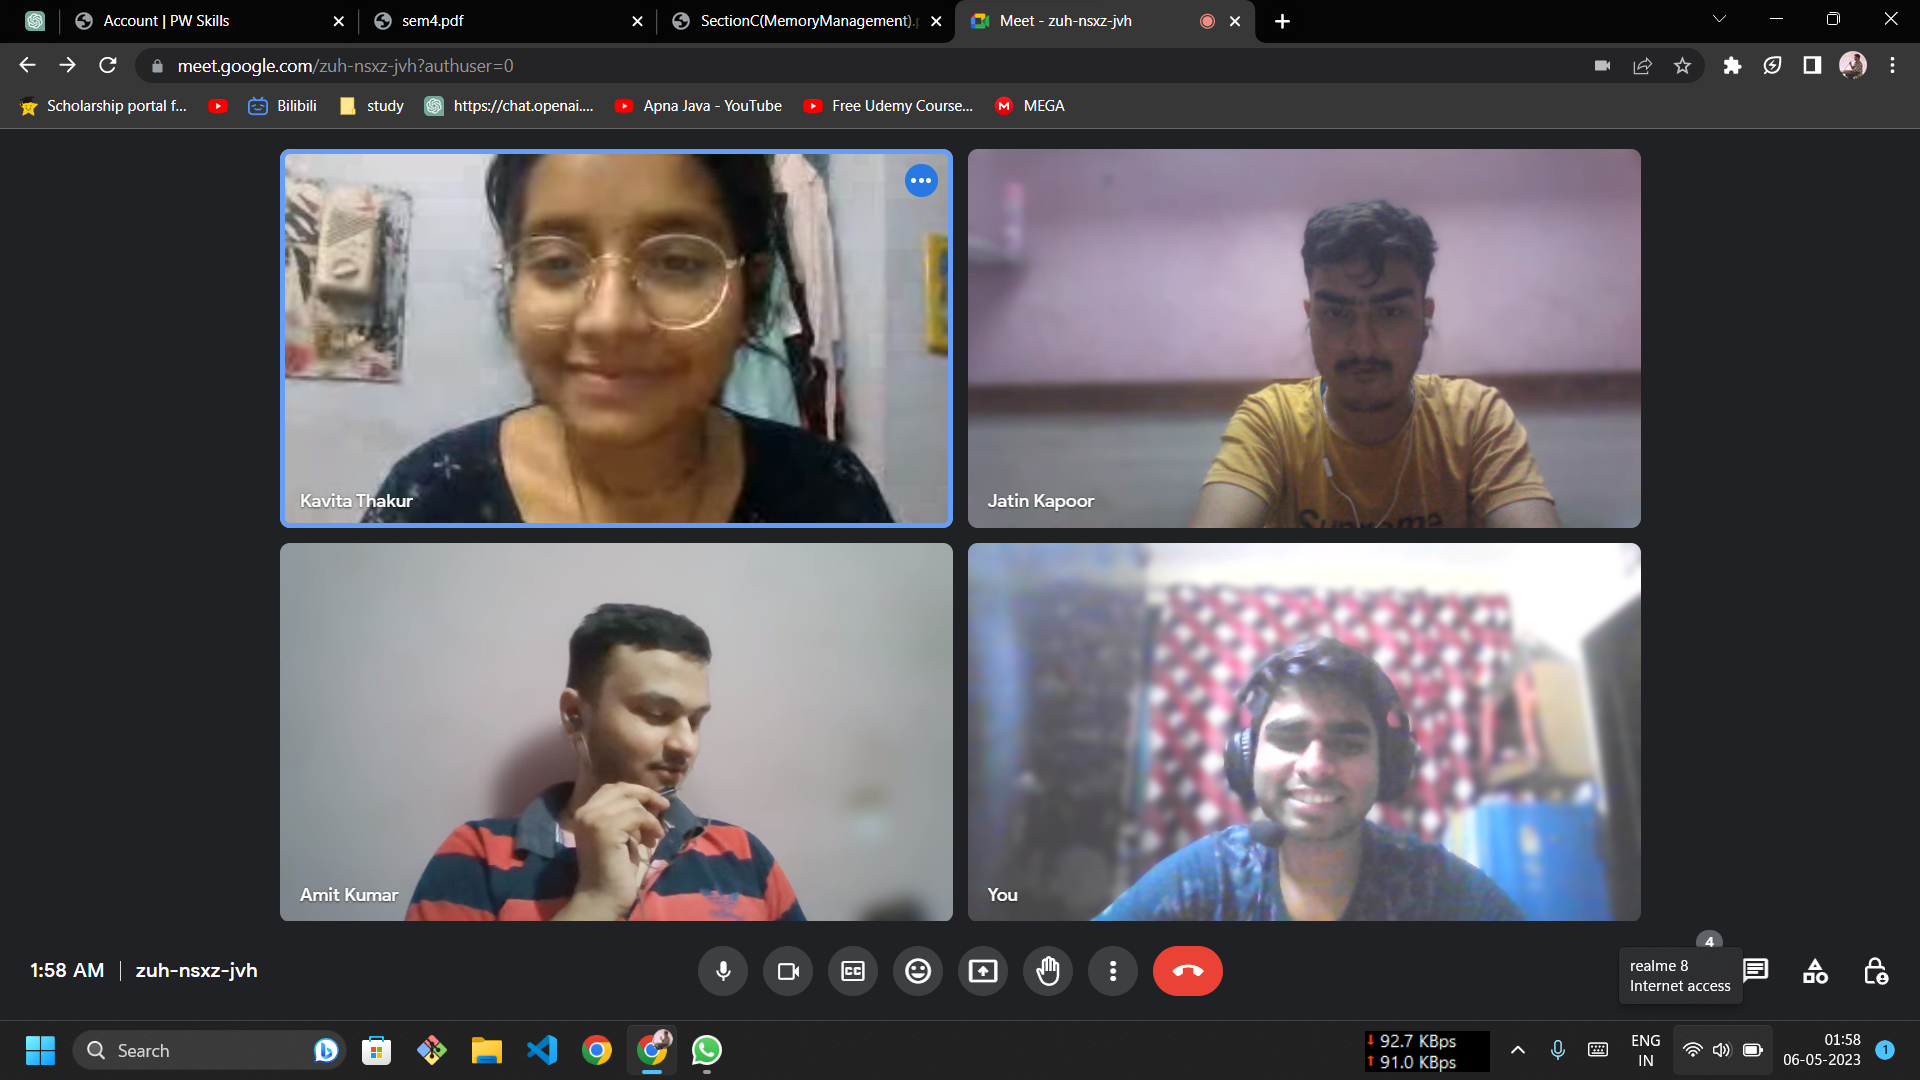 Account | PW Skills
sem4.pdf
SectionC(MemoryManagement).p
Meet - zuh-nsxz-jvh
meet.google.com/zuh-nsxz-jvh?authuser=0
Scholarship portal f...
Bilibili
study
https://chat.openai....
Apna Java - YouTube
Free Udemy Course...
M
MEGA
Kavita Thakur
Jatin Kapoor
Supreme
Amit Kumar
You
1:58 AM
zuh-nsxz-jvh
CC
4
realme 8
Internet access
Search
92.7 KBps
91.0 KBps
ENG
IN
01:58
06-05-2023
1